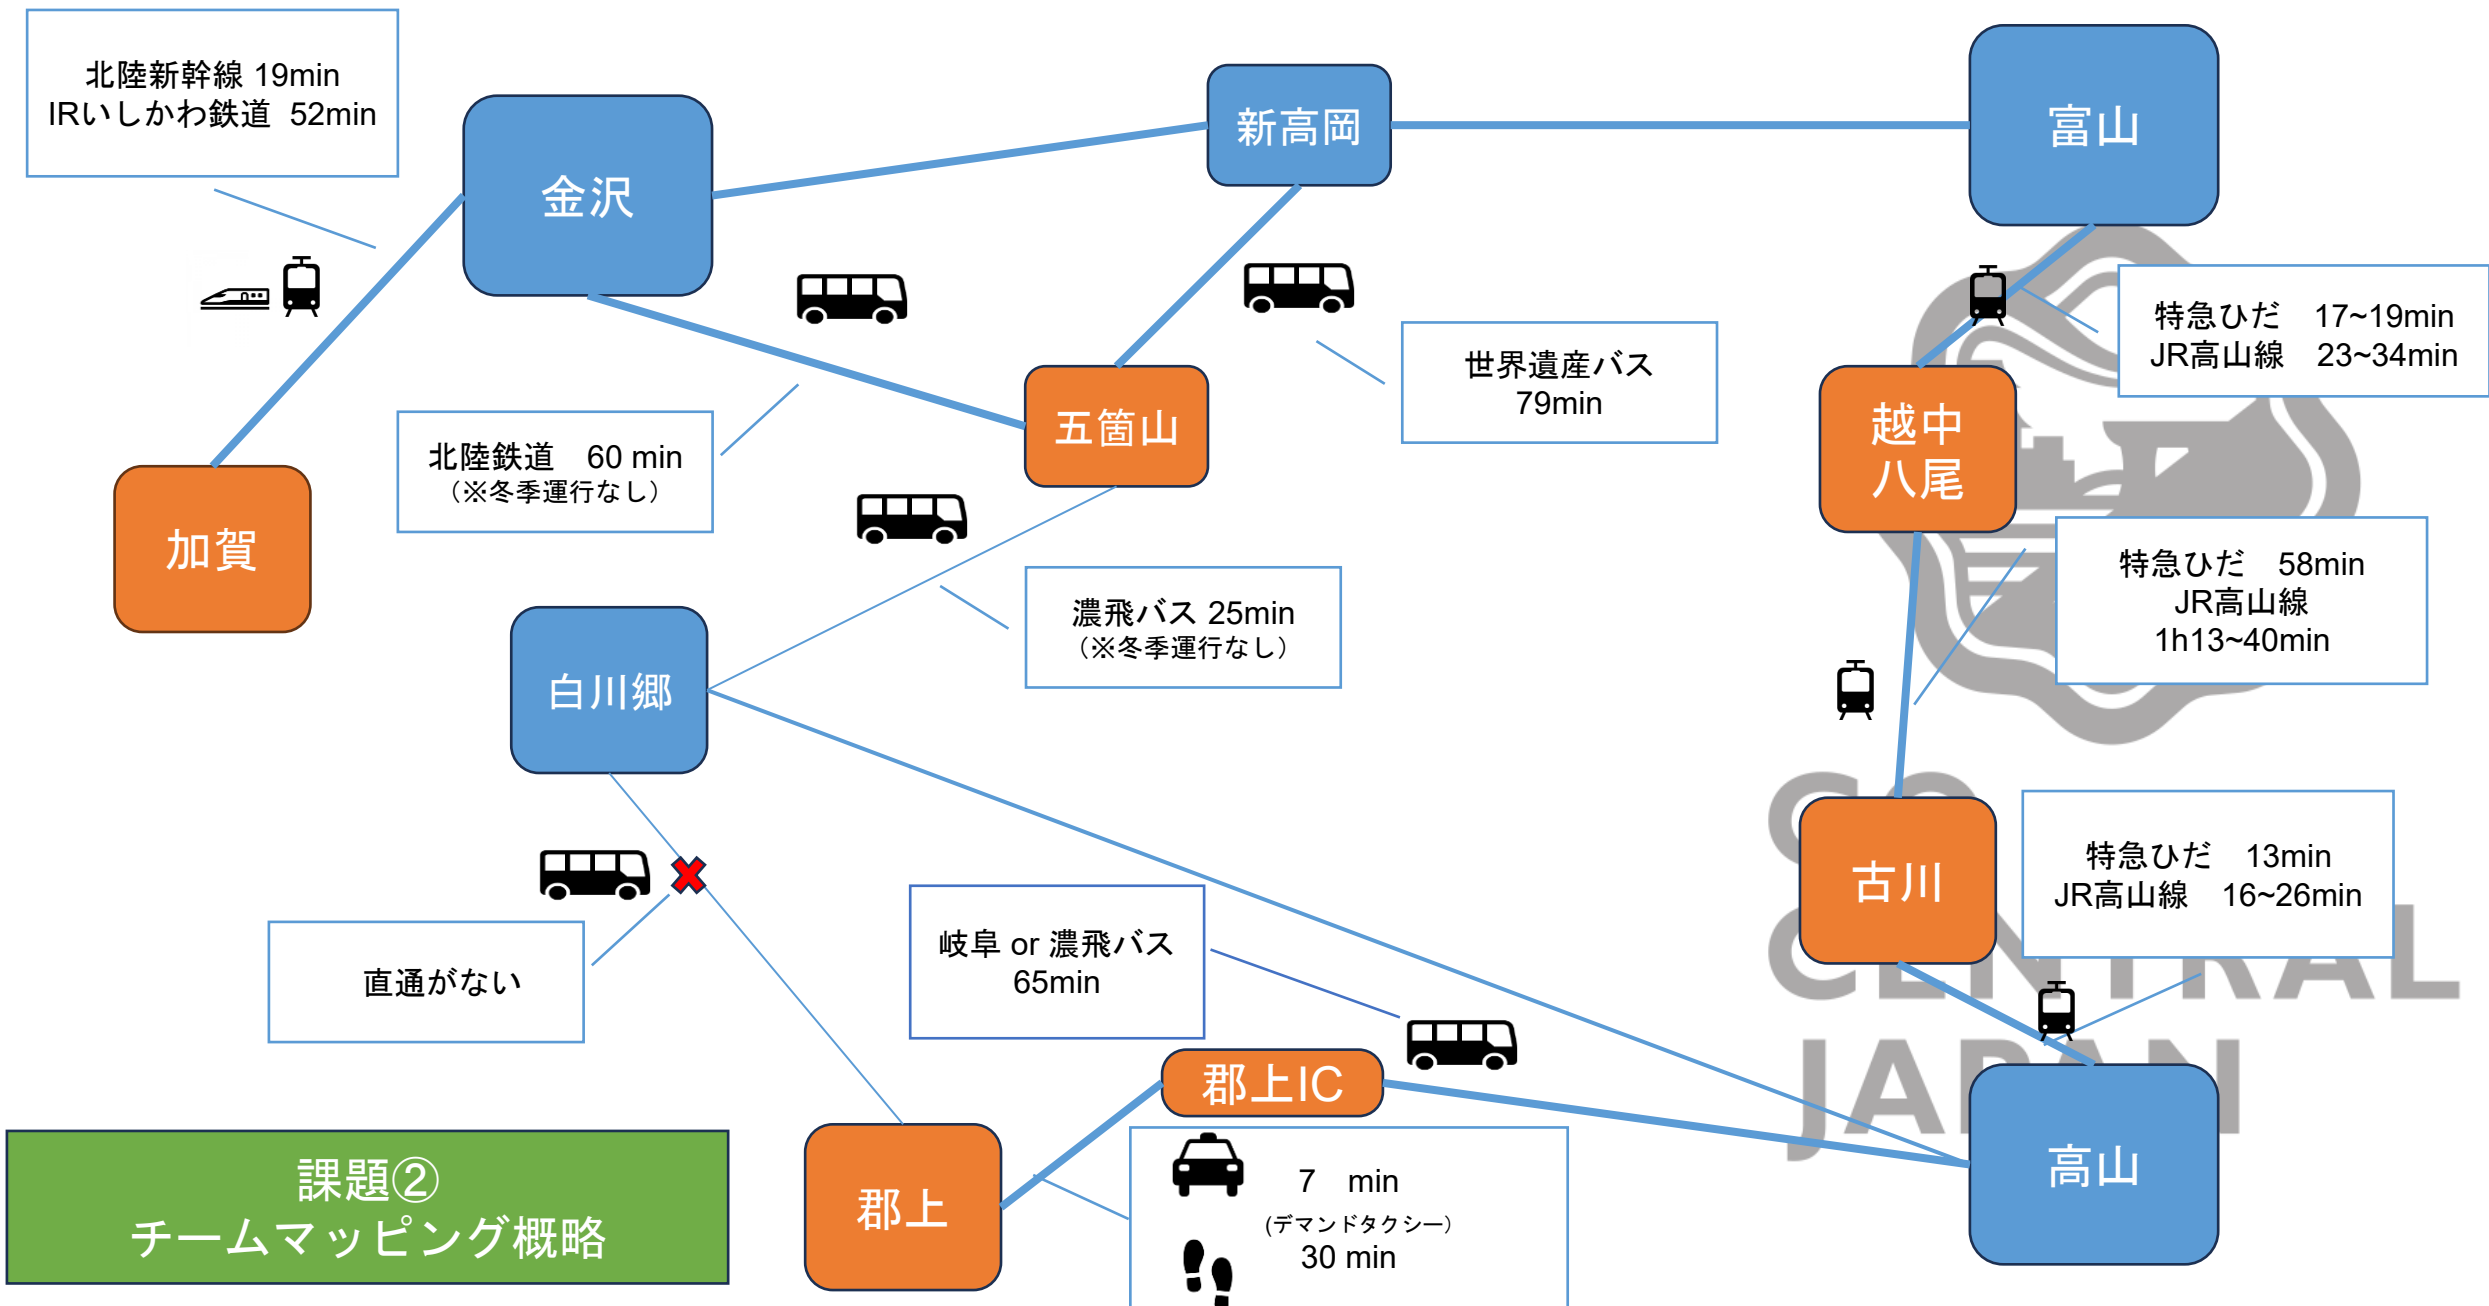 北陸新幹線 19min
IRいしかわ鉄道 52min
金沢
新高岡
富山
特急ひだ 17~19min
JR高山線 23~34min
世界遺産バス
79min
北陸鉄道 60 min
（※冬季運行なし）
五箇山
越中
八尾
加賀
特急ひだ 58min
JR高山線
1h13~40min
濃飛バス 25min
（※冬季運行なし）
白川郷
特急ひだ 13min
JR高山線 16~26min
古川
直通がない
岐阜 or 濃飛バス
65min
郡上IC
高山
郡上
7 min
(デマンドタクシー）
30 min
課題②
チームマッピング概略
GO
CENTRAL
JAPAN